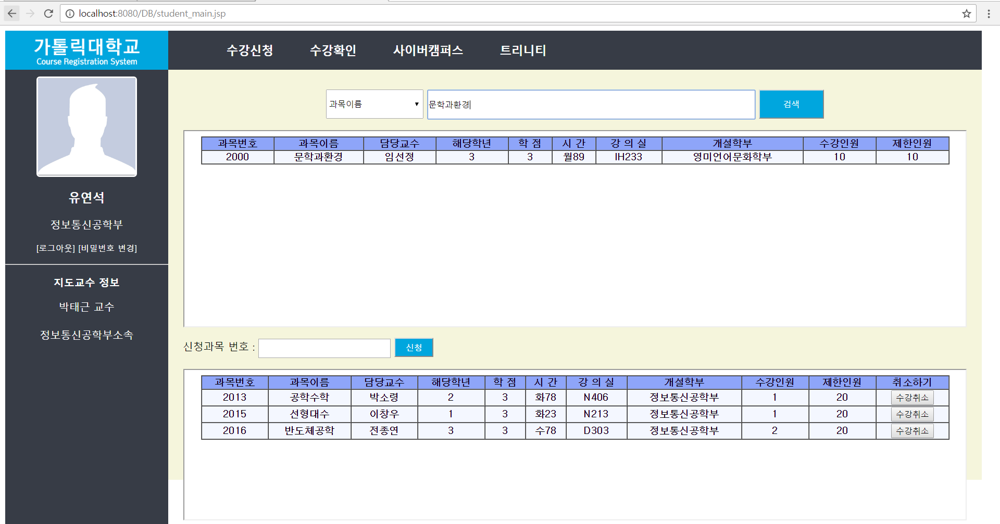 localhost:8080/DB/student_main.jsp
가톨릭대학교
Course Registration System
수강신청 수강확인 사이버캠퍼스 트리니티
과목이름 문학과환경 검색
과목번호 과목이름 담당교수 해당학년 학 점 시 간 강 의 실 개설학부 수강인원 제한인원
2000 문학과환경 임선정 3 3 월89 IH233 영미언어문화학부 10 10
유연석
정보통신공학부
[로그아웃] [비밀번호 변경]
지도교수 정보
박태근 교수
정보통신공학부소속
신청과목 번호 : 신청
과목번호 과목이름 담당교수 해당학년 학 점 시 간 강 의 실 개설학부 수강인원 제한인원 취소하기
2013 공학수학 박소령 2 3 화78 N406 정보통신공학부 1 20 수강취소
2015 선형대수 이창우 1 3 화23 N213 정보통신공학부 1 20 수강취소
2016 반도체공학 전종연 3 3 수78 D303 정보통신공학부 2 20 수강취소